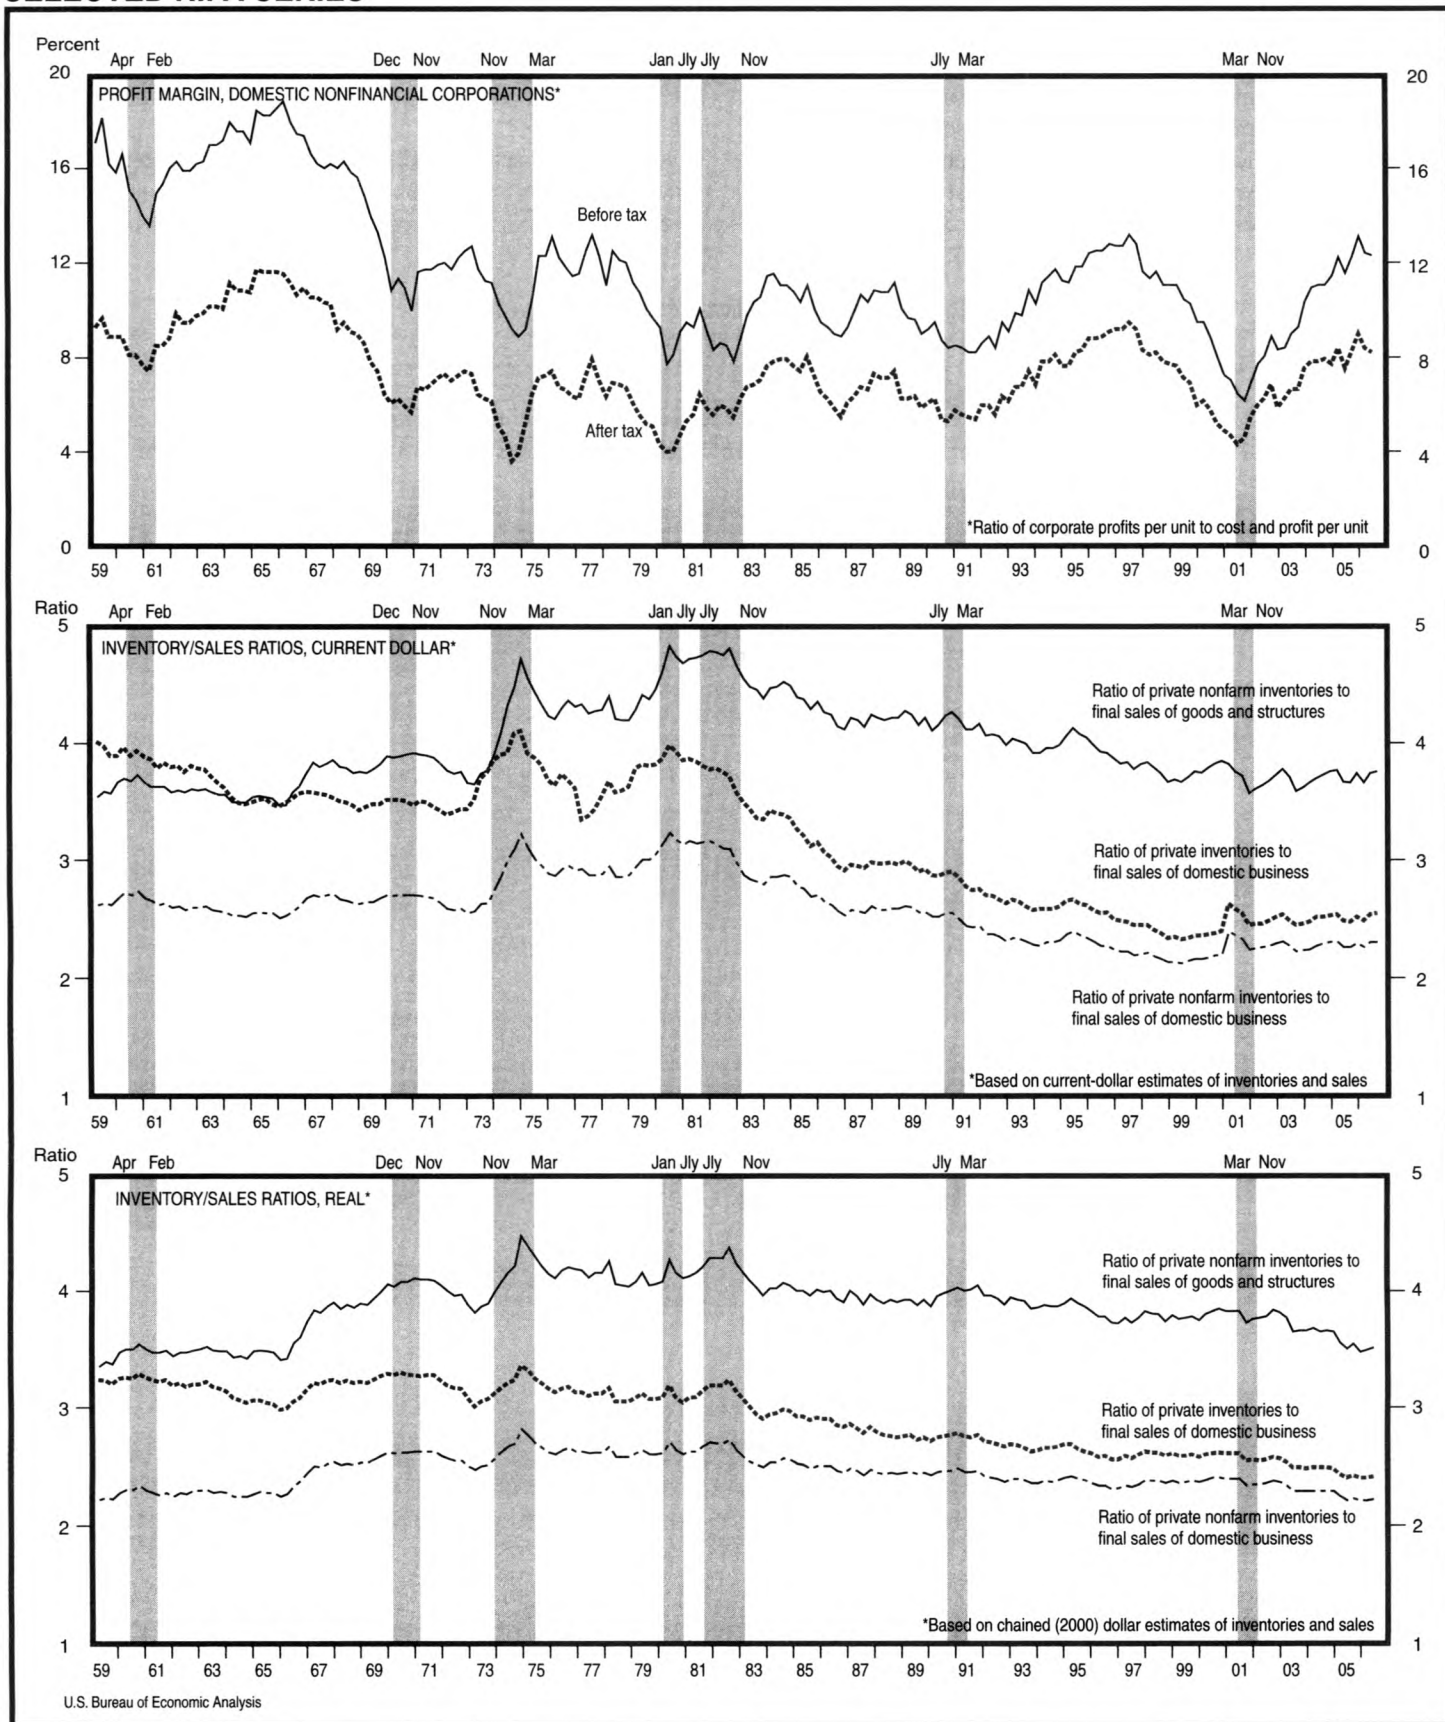 Percent
Apr Feb Dec Nov Nov Mar Jan Jly Jly Nov Jly Mar Mar Nov
20 20
PROFIT MARGIN, DOMESTIC NONFINANCIAL CORPORATIONS*
16 16
Before tax
12 12
8 8
After tax
4 4
*Ratio of corporate profits per unit to cost and profit per unit
0 0
59 61 63 65 67 69 71 73 75 77 79 81 83 85 87 89 91 93 95 97 99 01 03 05
Ratio
Apr Feb Dec Nov Nov Mar Jan Jly Jly Nov Jly Mar Mar Nov
5 5
INVENTORY/SALES RATIOS, CURRENT DOLLAR*
Ratio of private nonfarm inventories to
final sales of goods and structures
4 4
Ratio of private inventories to
final sales of domestic business
3 3
2 2
Ratio of private nonfarm inventories to
final sales of domestic business
*Based on current-dollar estimates of inventories and sales
1 1
59 61 63 65 67 69 71 73 75 77 79 81 83 85 87 89 91 93 95 97 99 01 03 05
Ratio
Apr Feb Dec Nov Nov Mar Jan Jly Jly Nov Jly Mar Mar Nov
5 5
INVENTORY/SALES RATIOS, REAL*
Ratio of private nonfarm inventories to
final sales of goods and structures
4 4
3 3
Ratio of private inventories to
final sales of domestic business
Ratio of private nonfarm inventories to
final sales of domestic business
2 2
*Based on chained (2000) dollar estimates of inventories and sales
1 1
59 61 63 65 67 69 71 73 75 77 79 81 83 85 87 89 91 93 95 97 99 01 03 05
U.S. Bureau of Economic Analysis